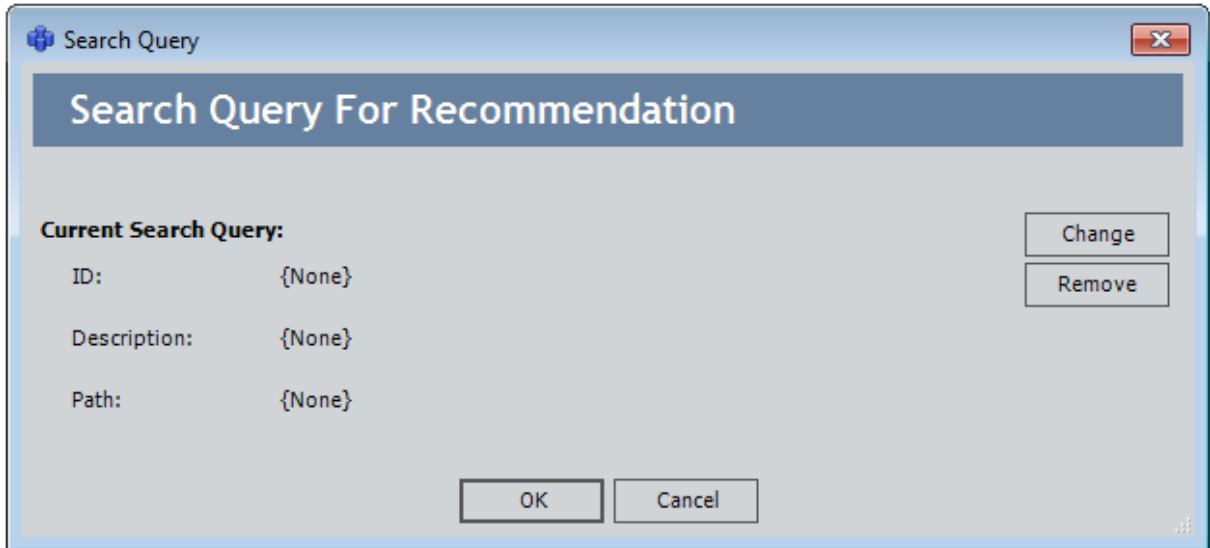 Search Query
Search Query For Recommendation
Current Search Query:
Change
ID: {None}
Remove
Description: {None}
Path: {None}
OK Cancel